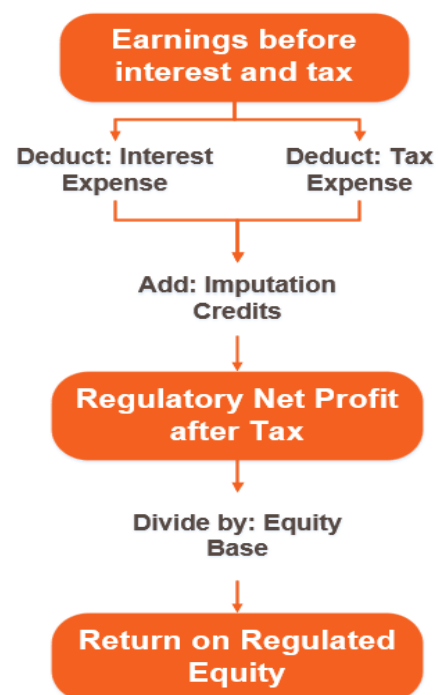 Earnings before
interest and tax
Deduct: Interest
Expense
Deduct: Tax
Expense
Add: Imputation
Credits
Regulatory Net Profit
after Tax
Divide by: Equity
Base
Return on Regulated
Equity